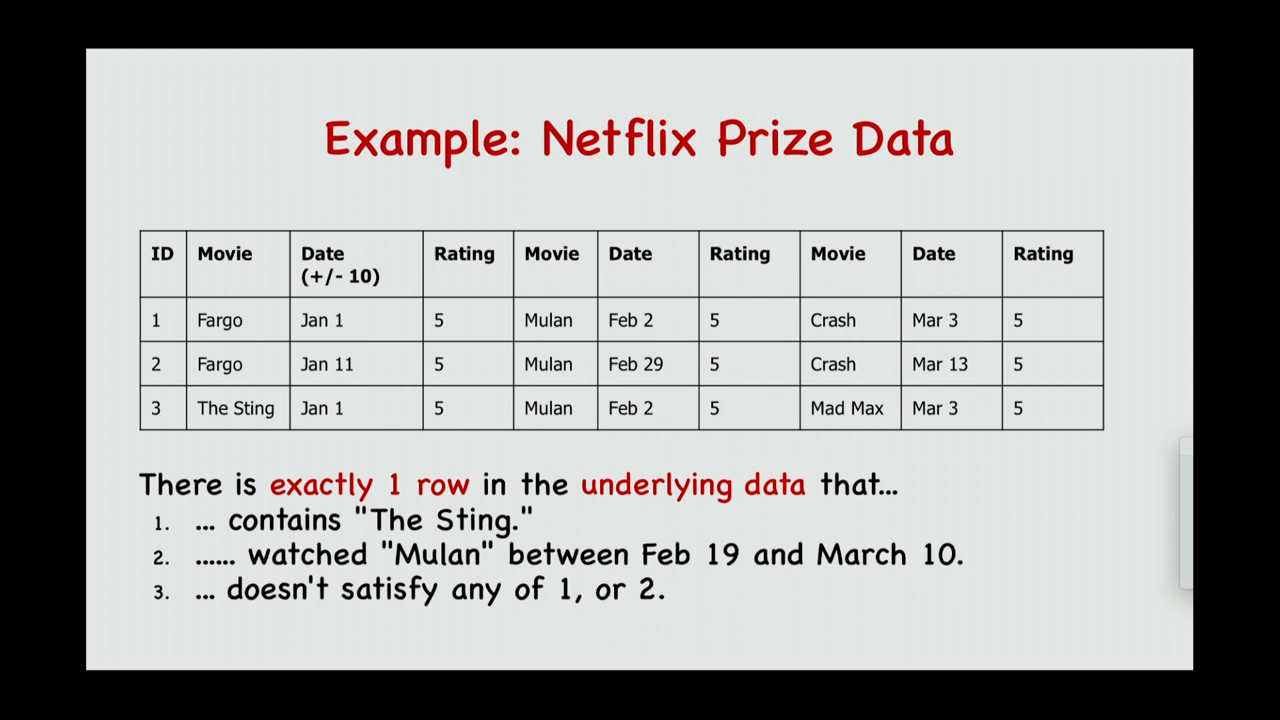 Example: Netflix Prize Data
ID Movie Date Rating Movie Date Rating Movie Date Rating
(+/- 10)
1 Fargo Jan 1 5 Mulan Feb 2 5 Crash Mar 3 5
2 Fargo Jan 11 5 Mulan Feb 29 5 Crash Mar 13 5
3 The Sting Jan 1 5 Mulan Feb 2 5 Mad Max Mar 3 5
There is exactly 1 row in the underlying data that...
1. ... contains "The Sting."
2. ...... watched "Mulan" between Feb 19 and March 10.
3. ... doesn't satisfy any of 1, or 2.